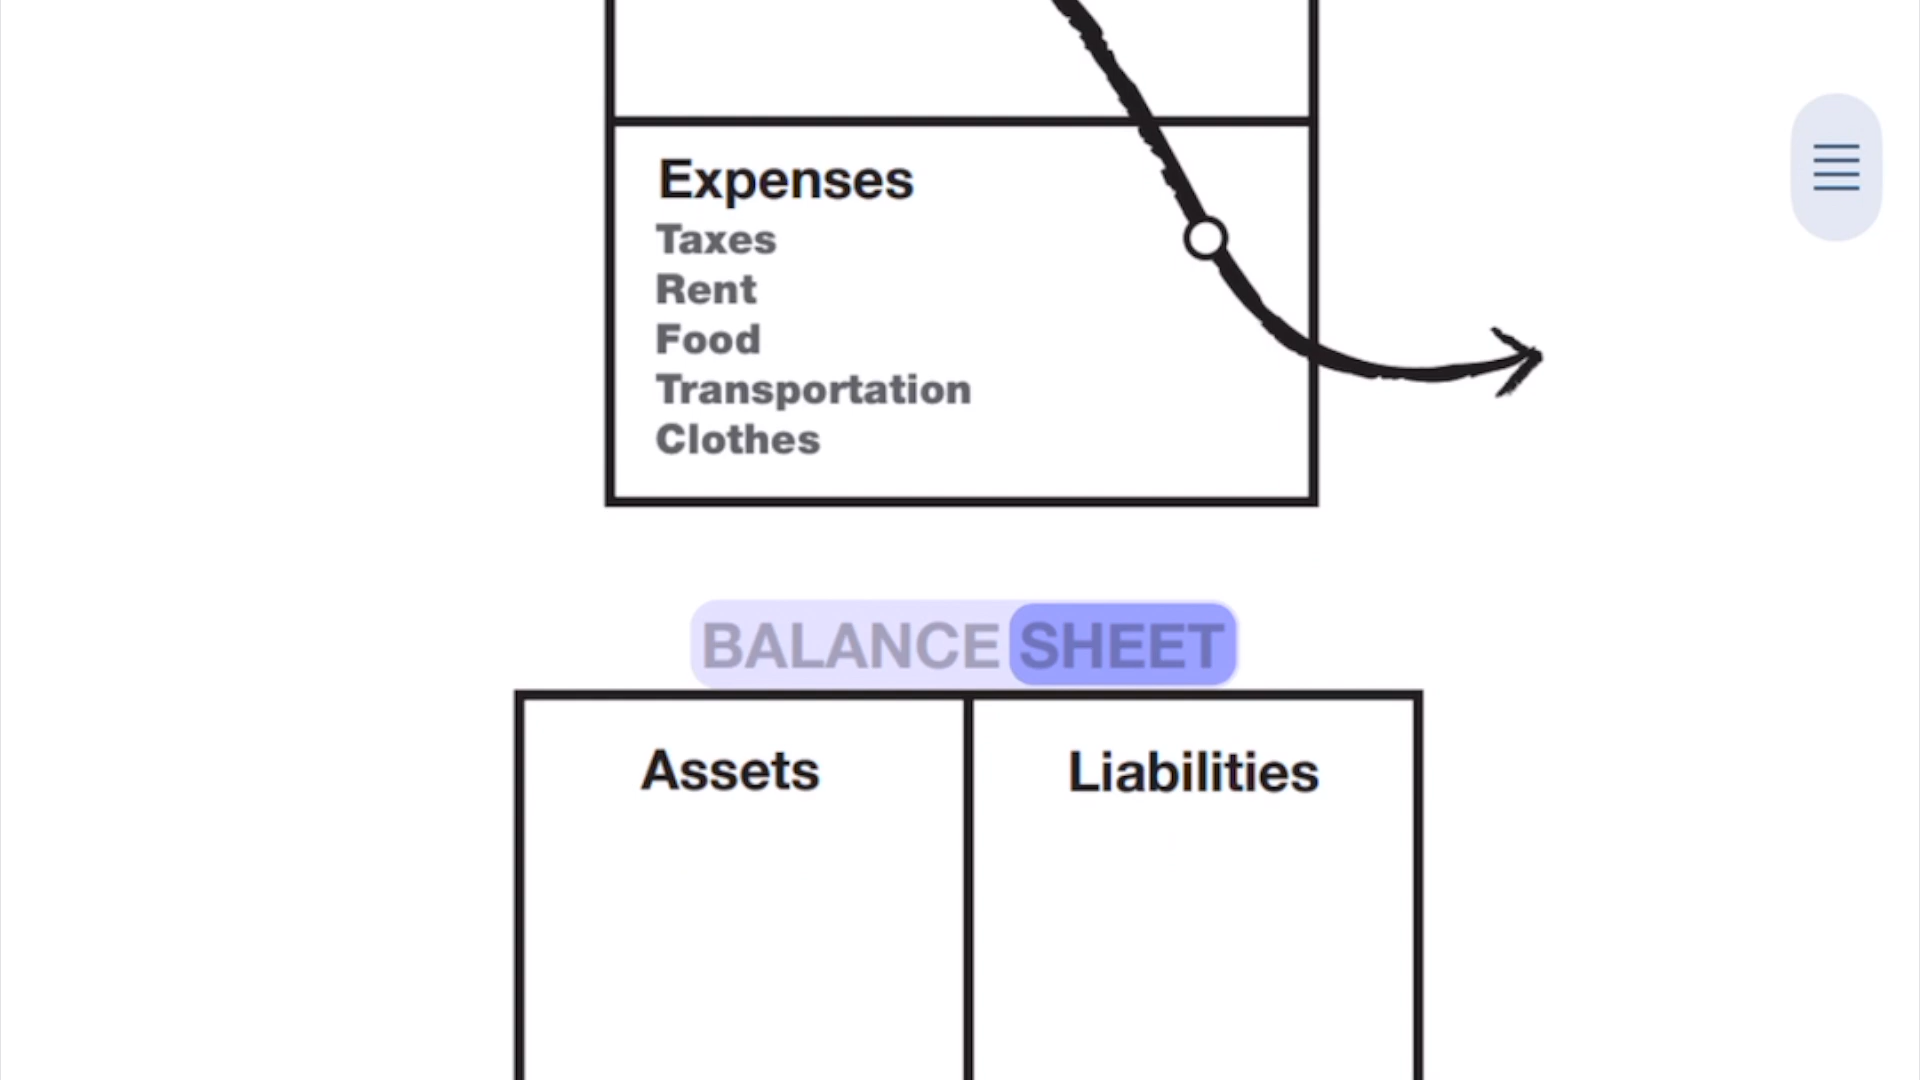 Expenses
Taxes
Rent
Food
Transportation
Clothes
BALANCE SHEET
Assets
Liabilities